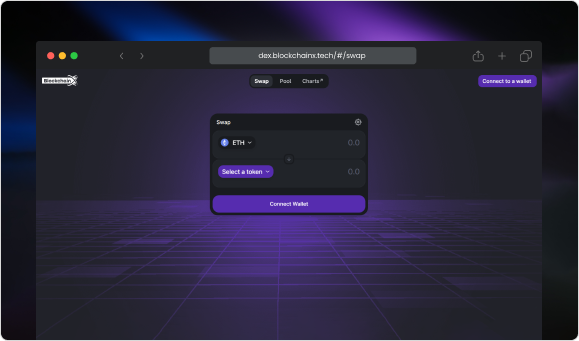 dex.blockchainx.tech/#/swap
BlockchainX
Swap Pool Charts
Connect to a wallet
Swap
ETH 0.0
Select a token 0.0
Connect Wallet